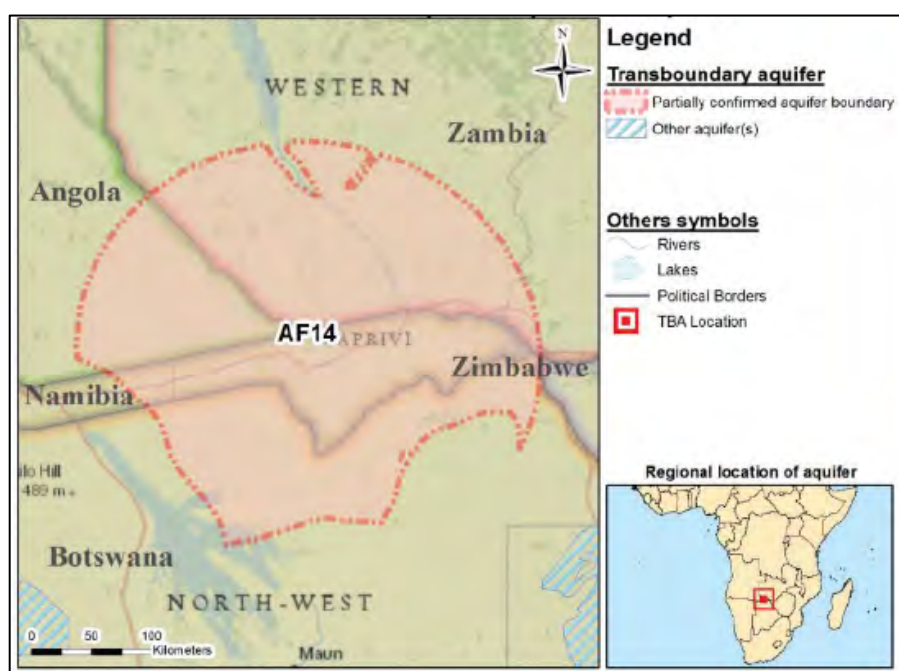 N
WESTERN
Zambia
Angola
AF14
APRIVI
Zimbabwe
Namibia
ulo Hill
489 m
Botswana
NORTH-WEST
0 50 100
Kilometers
Maun
Legend
Transboundary aquifer
Partially confirmed aquifer boundary
Other aquifer(s)
Others symbols
Rivers
Lakes
Political Borders
TBA Location
Regional location of aquifer